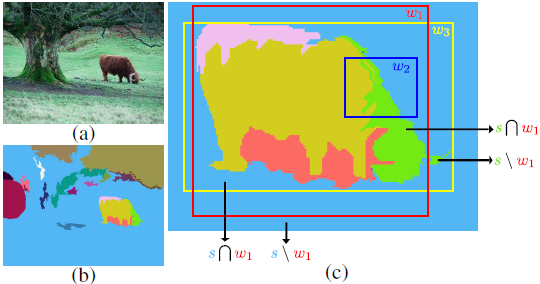 w₁
w₃
w₂
s ⋂ w₁
s \ w₁
(a)
(b)
s ⋂ w₁ s \ w₁
(c)